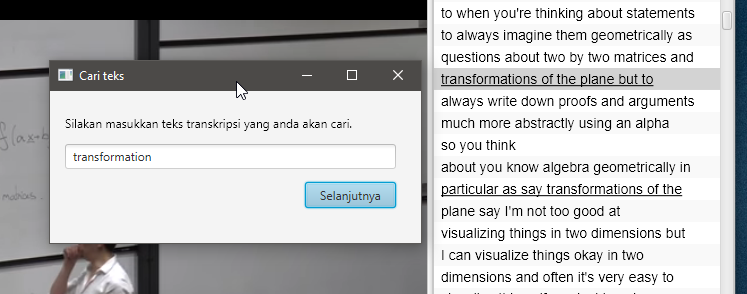 Cari teks
Silakan masukkan teks transkripsi yang anda akan cari.
transformation
Selanjutnya
f(ax+b
matrices
to when you're thinking about statements
to always imagine them geometrically as
questions about two by two matrices and
transformations of the plane but to
always write down proofs and arguments
much more abstractly using an alpha
so you think
about you know algebra geometrically in
particular as say transformations of the
plane say I'm not too good at
visualizing things in two dimensions but
I can visualize things okay in two
dimensions and often it's very easy to